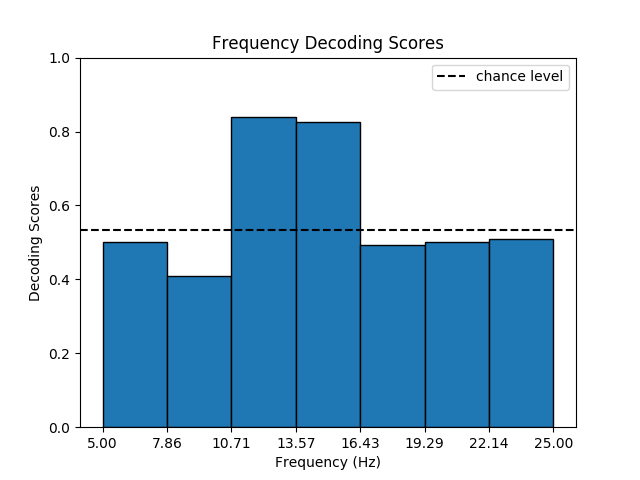 Frequency Decoding Scores
chance level
1.0
0.8
0.6
0.4
0.2
0.0
Decoding Scores
5.00 7.86 10.71 13.57 16.43 19.29 22.14 25.00
Frequency (Hz)